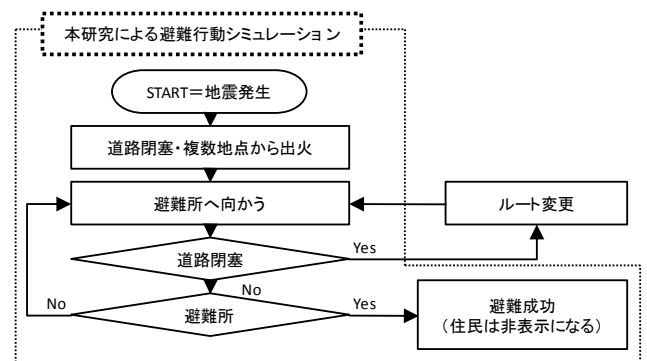 本研究による避難行動シミュレーション
START＝地震発生
道路閉塞・複数地点から出火
避難所へ向かう
ルート変更
道路閉塞
Yes
No
避難所
No
Yes
避難成功
（住民は非表示になる）